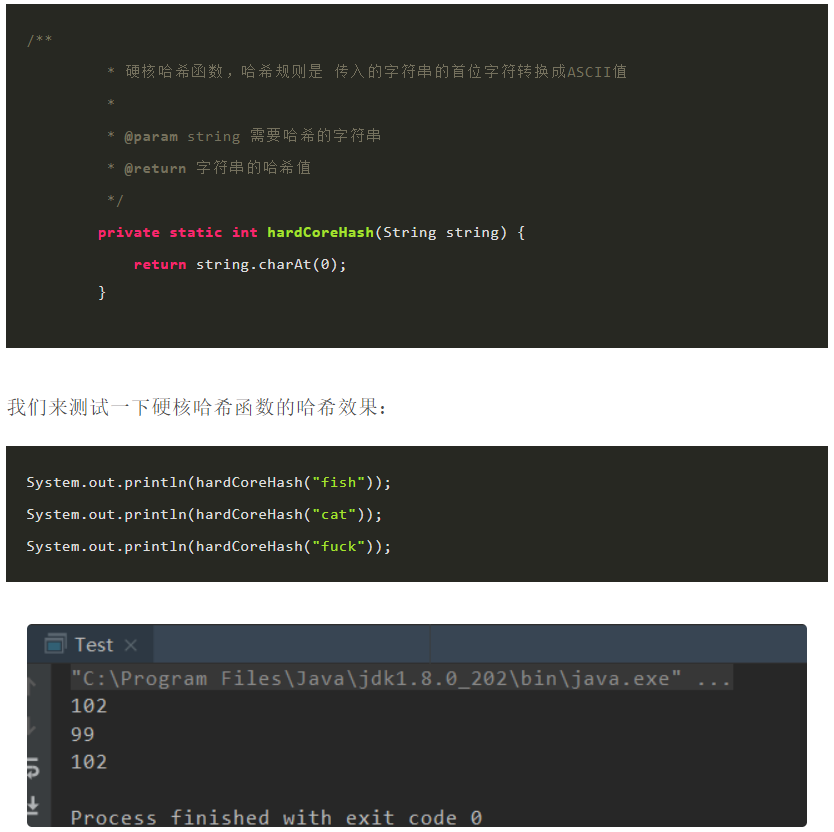 /**
* 硬核哈希函数，哈希规则是 传入的字符串的首位字符转换成ASCII值
*
* @param string 需要哈希的字符串
* @return 字符串的哈希值
*/
private static int hardCoreHash(String string) {
return string.charAt(0);
}
我们来测试一下硬核哈希函数的哈希效果：
System.out.println(hardCoreHash("fish"));
System.out.println(hardCoreHash("cat"));
System.out.println(hardCoreHash("fuck"));
Test ×
"C:\Program Files\Java\jdk1.8.0_202\bin\java.exe" ...
102
99
102
Process finished with exit code 0